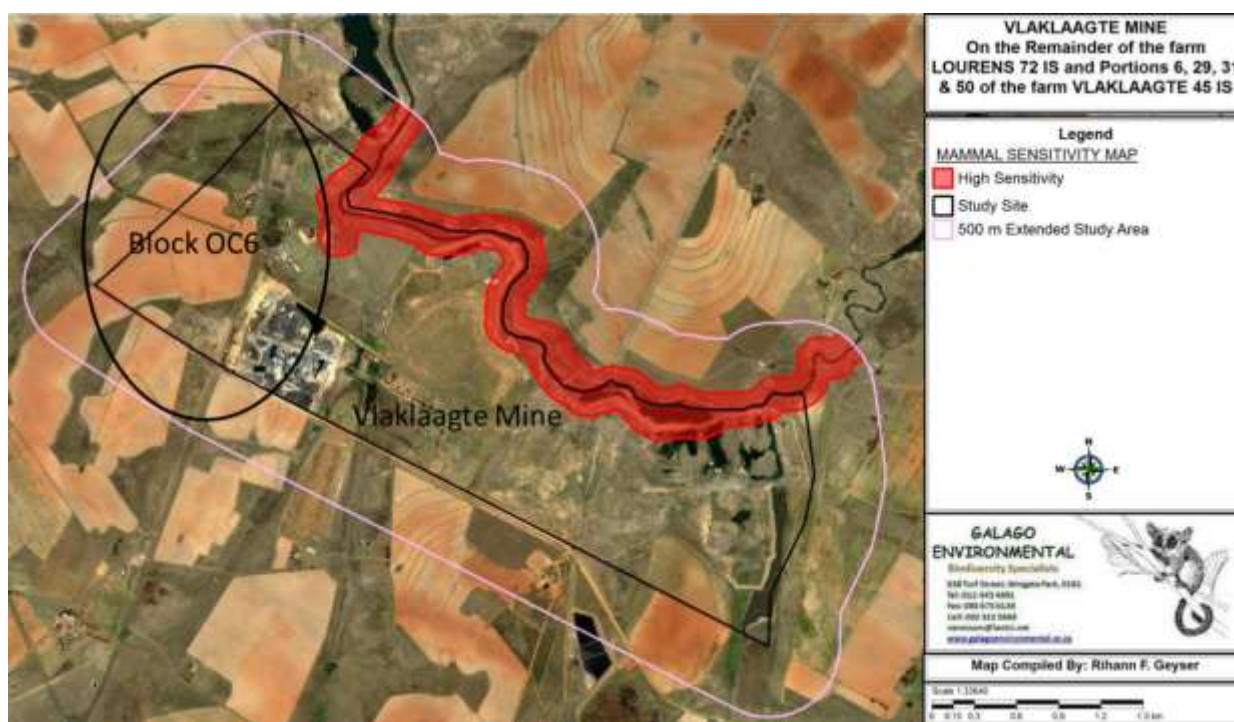 Block OC6
Vlaklaagte Mine
VLAKLAAGTE MINE
On the Remainder of the farm
LOURENS 72 IS and Portions 6, 29, 31
& 50 of the farm VLAKLAAGTE 45 IS
Legend
MAMMAL SENSITIVITY MAP
High Sensitivity
Study Site
500 m Extended Study Area
N
W E
S
GALAGO
ENVIRONMENTAL
Biodiversity Specialists
Map Compiled By: Rihann F. Geyser